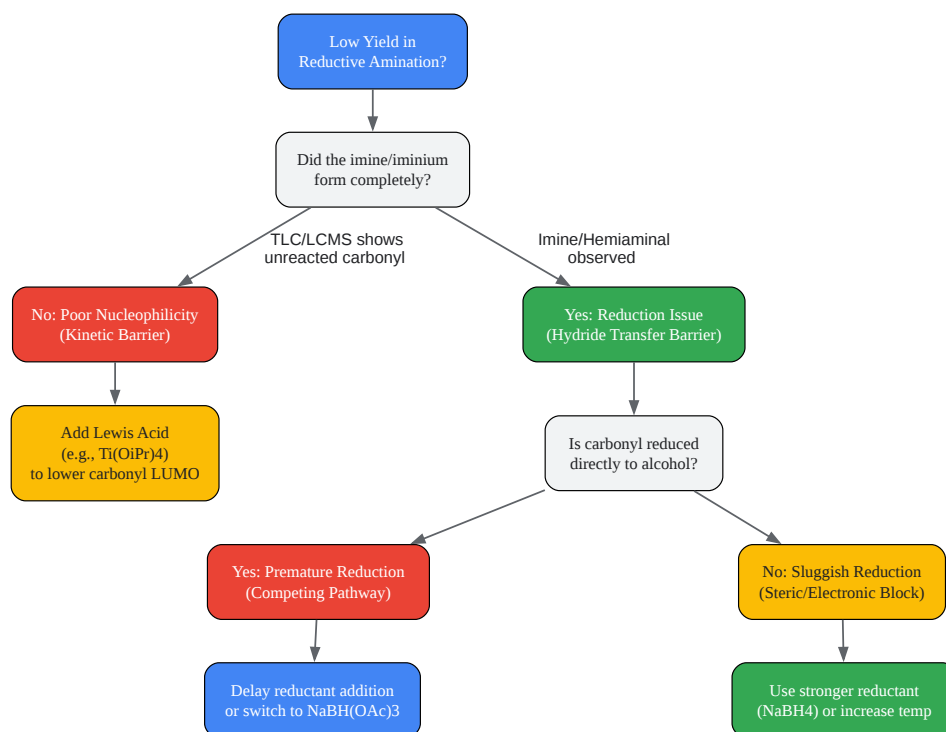 Low Yield in
Reductive Amination?
Did the imine/iminium
form completely?
TLC/LCMS shows
unreacted carbonyl
Imine/Hemiaminal
observed
No: Poor Nucleophilicity
(Kinetic Barrier)
Yes: Reduction Issue
(Hydride Transfer Barrier)
Add Lewis Acid
(e.g., Ti(OiPr)4)
to lower carbonyl LUMO
Is carbonyl reduced
directly to alcohol?
Yes: Premature Reduction
(Competing Pathway)
No: Sluggish Reduction
(Steric/Electronic Block)
Delay reductant addition
or switch to NaBH(OAc)3
Use stronger reductant
(NaBH4) or increase temp